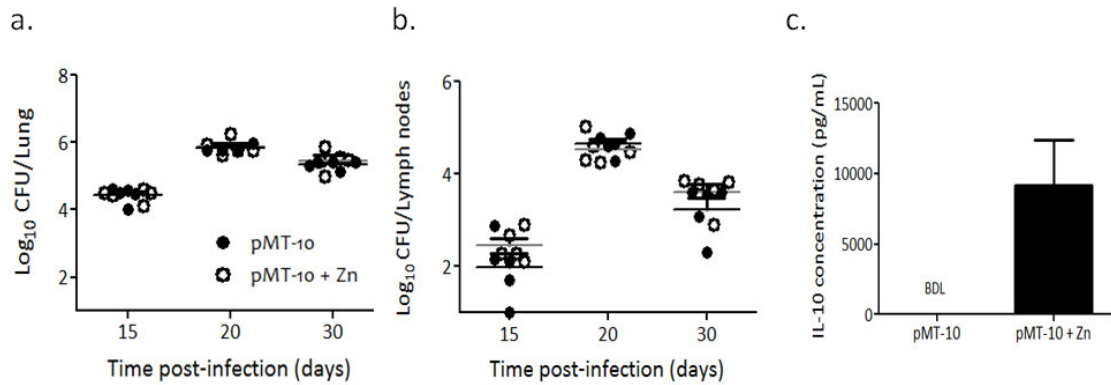 a.
Log10 CFU/Lung
8
6
4
2
pMT-10
pMT-10 + Zn
15 20 30
Time post-infection (days)
b.
Log10 CFU/Lymph nodes
6
4
2
15 20 30
Time post-infection (days)
c.
IL-10 concentration (pg/mL)
15000
10000
5000
0
BDL
pMT-10 pMT-10 + Zn